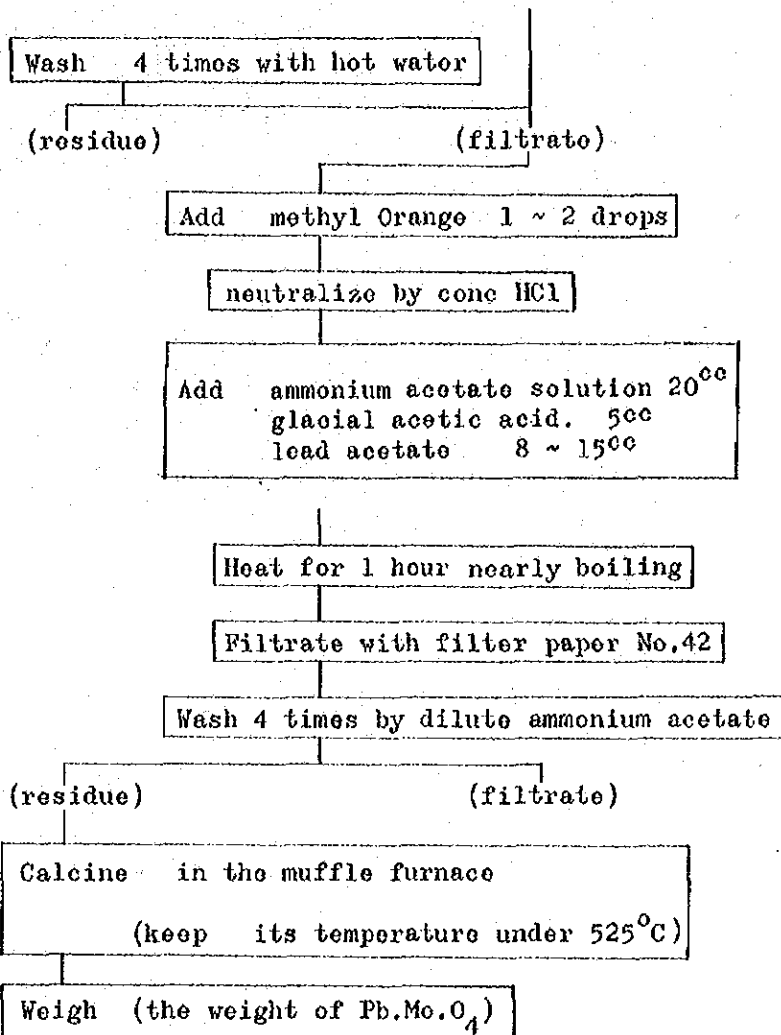 Wash 4 times with hot water
(residue) (filtrate)
Add methyl Orange 1 ~ 2 drops
neutralize by conc HCl
Add ammonium acetate solution 20cc
glacial acetic acid. 5cc
lead acetate 8 ~ 15cc
Heat for 1 hour nearly boiling
Filtrate with filter paper No.42
Wash 4 times by dilute ammonium acetate
(residue) (filtrate)
Calcine in the muffle furnace
(keep its temperature under 525°C)
Weigh (the weight of Pb.Mo.O4)